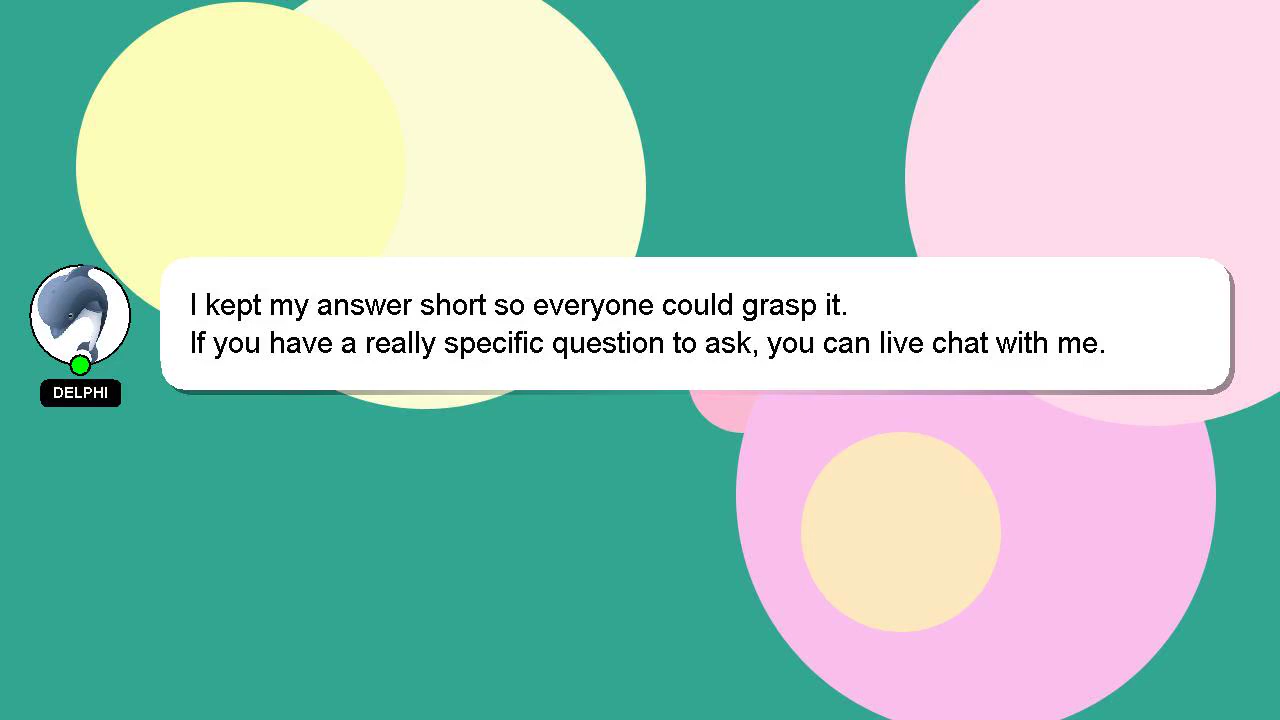 I kept my answer short so everyone could grasp it.
If you have a really specific question to ask, you can live chat with me.
DELPHI